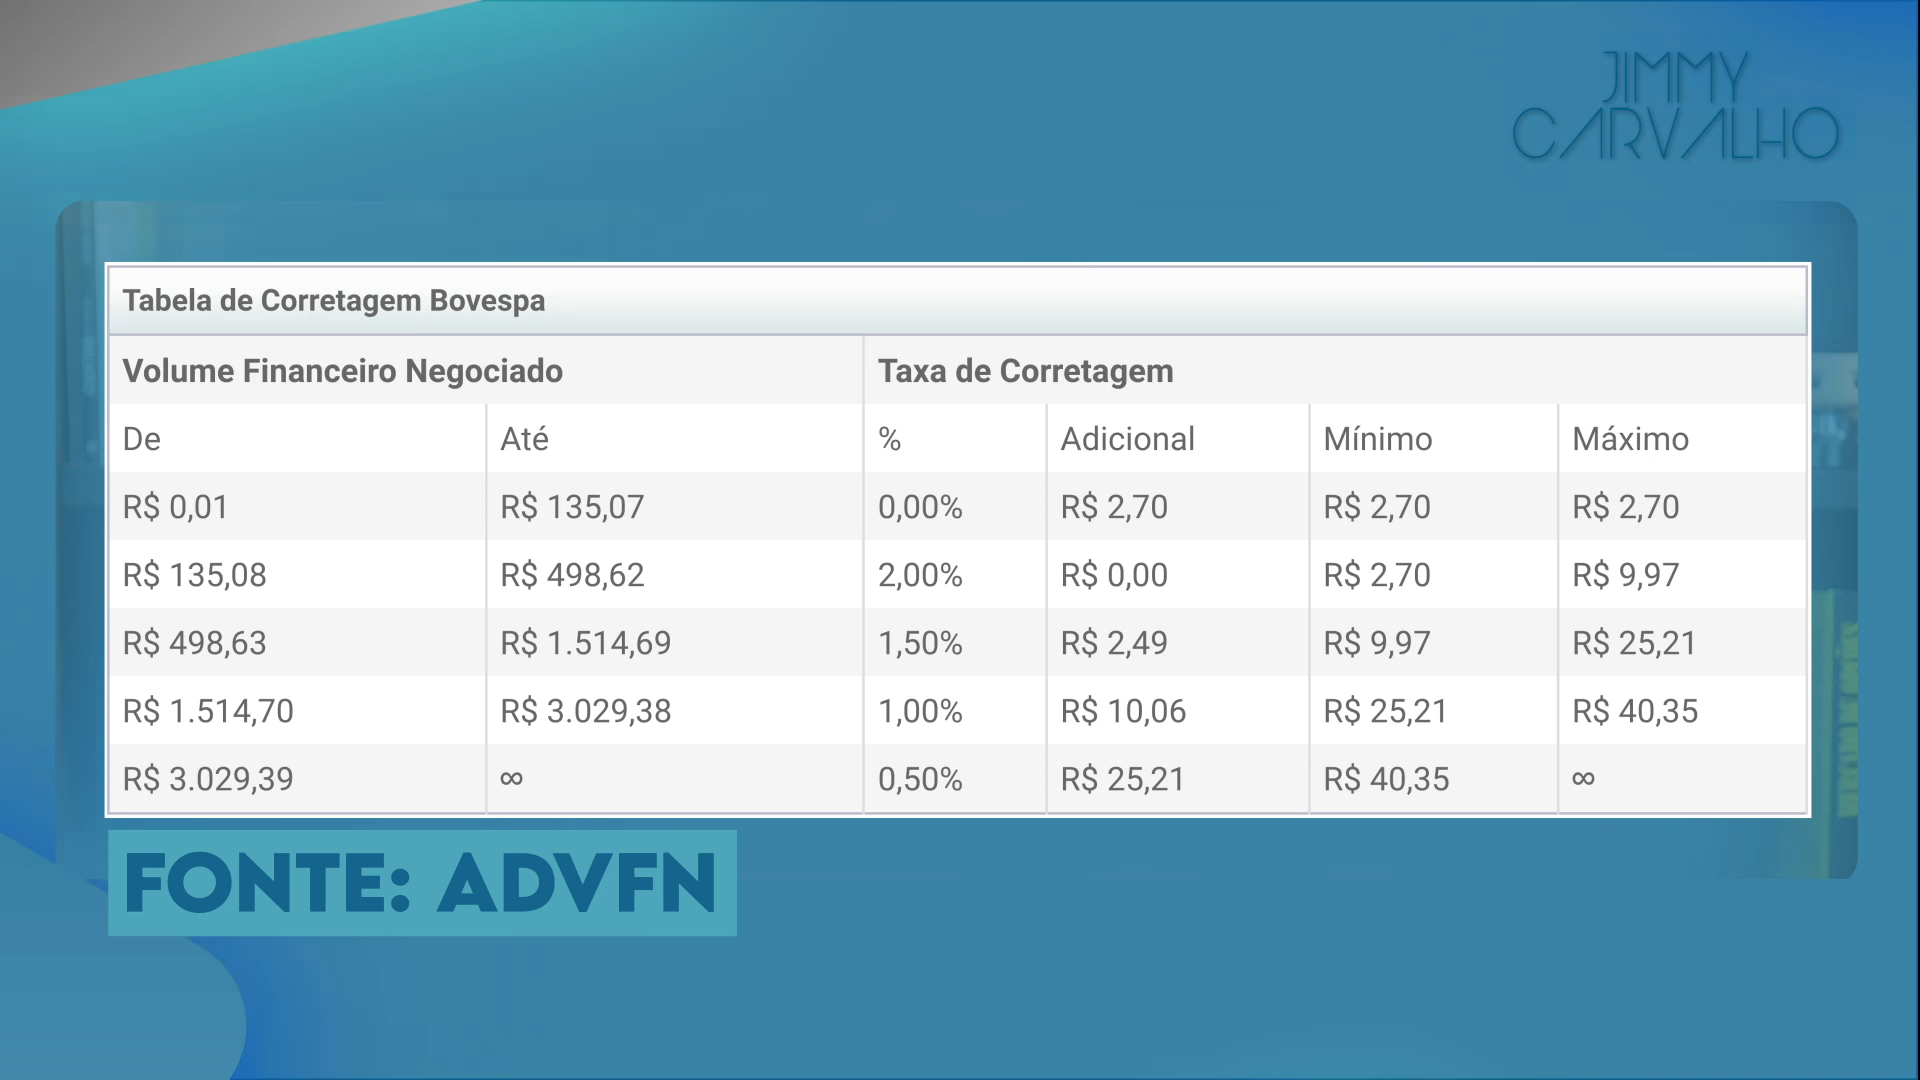 JIMMY
CARVALHO
Tabela de Corretagem Bovespa
Volume Financeiro Negociado Taxa de Corretagem
De Até % Adicional Mínimo Máximo
R$ 0,01 R$ 135,07 0,00% R$ 2,70 R$ 2,70 R$ 2,70
R$ 135,08 R$ 498,62 2,00% R$ 0,00 R$ 2,70 R$ 9,97
R$ 498,63 R$ 1.514,69 1,50% R$ 2,49 R$ 9,97 R$ 25,21
R$ 1.514,70 R$ 3.029,38 1,00% R$ 10,06 R$ 25,21 R$ 40,35
R$ 3.029,39 ∞ 0,50% R$ 25,21 R$ 40,35 ∞
FONTE: ADVFN